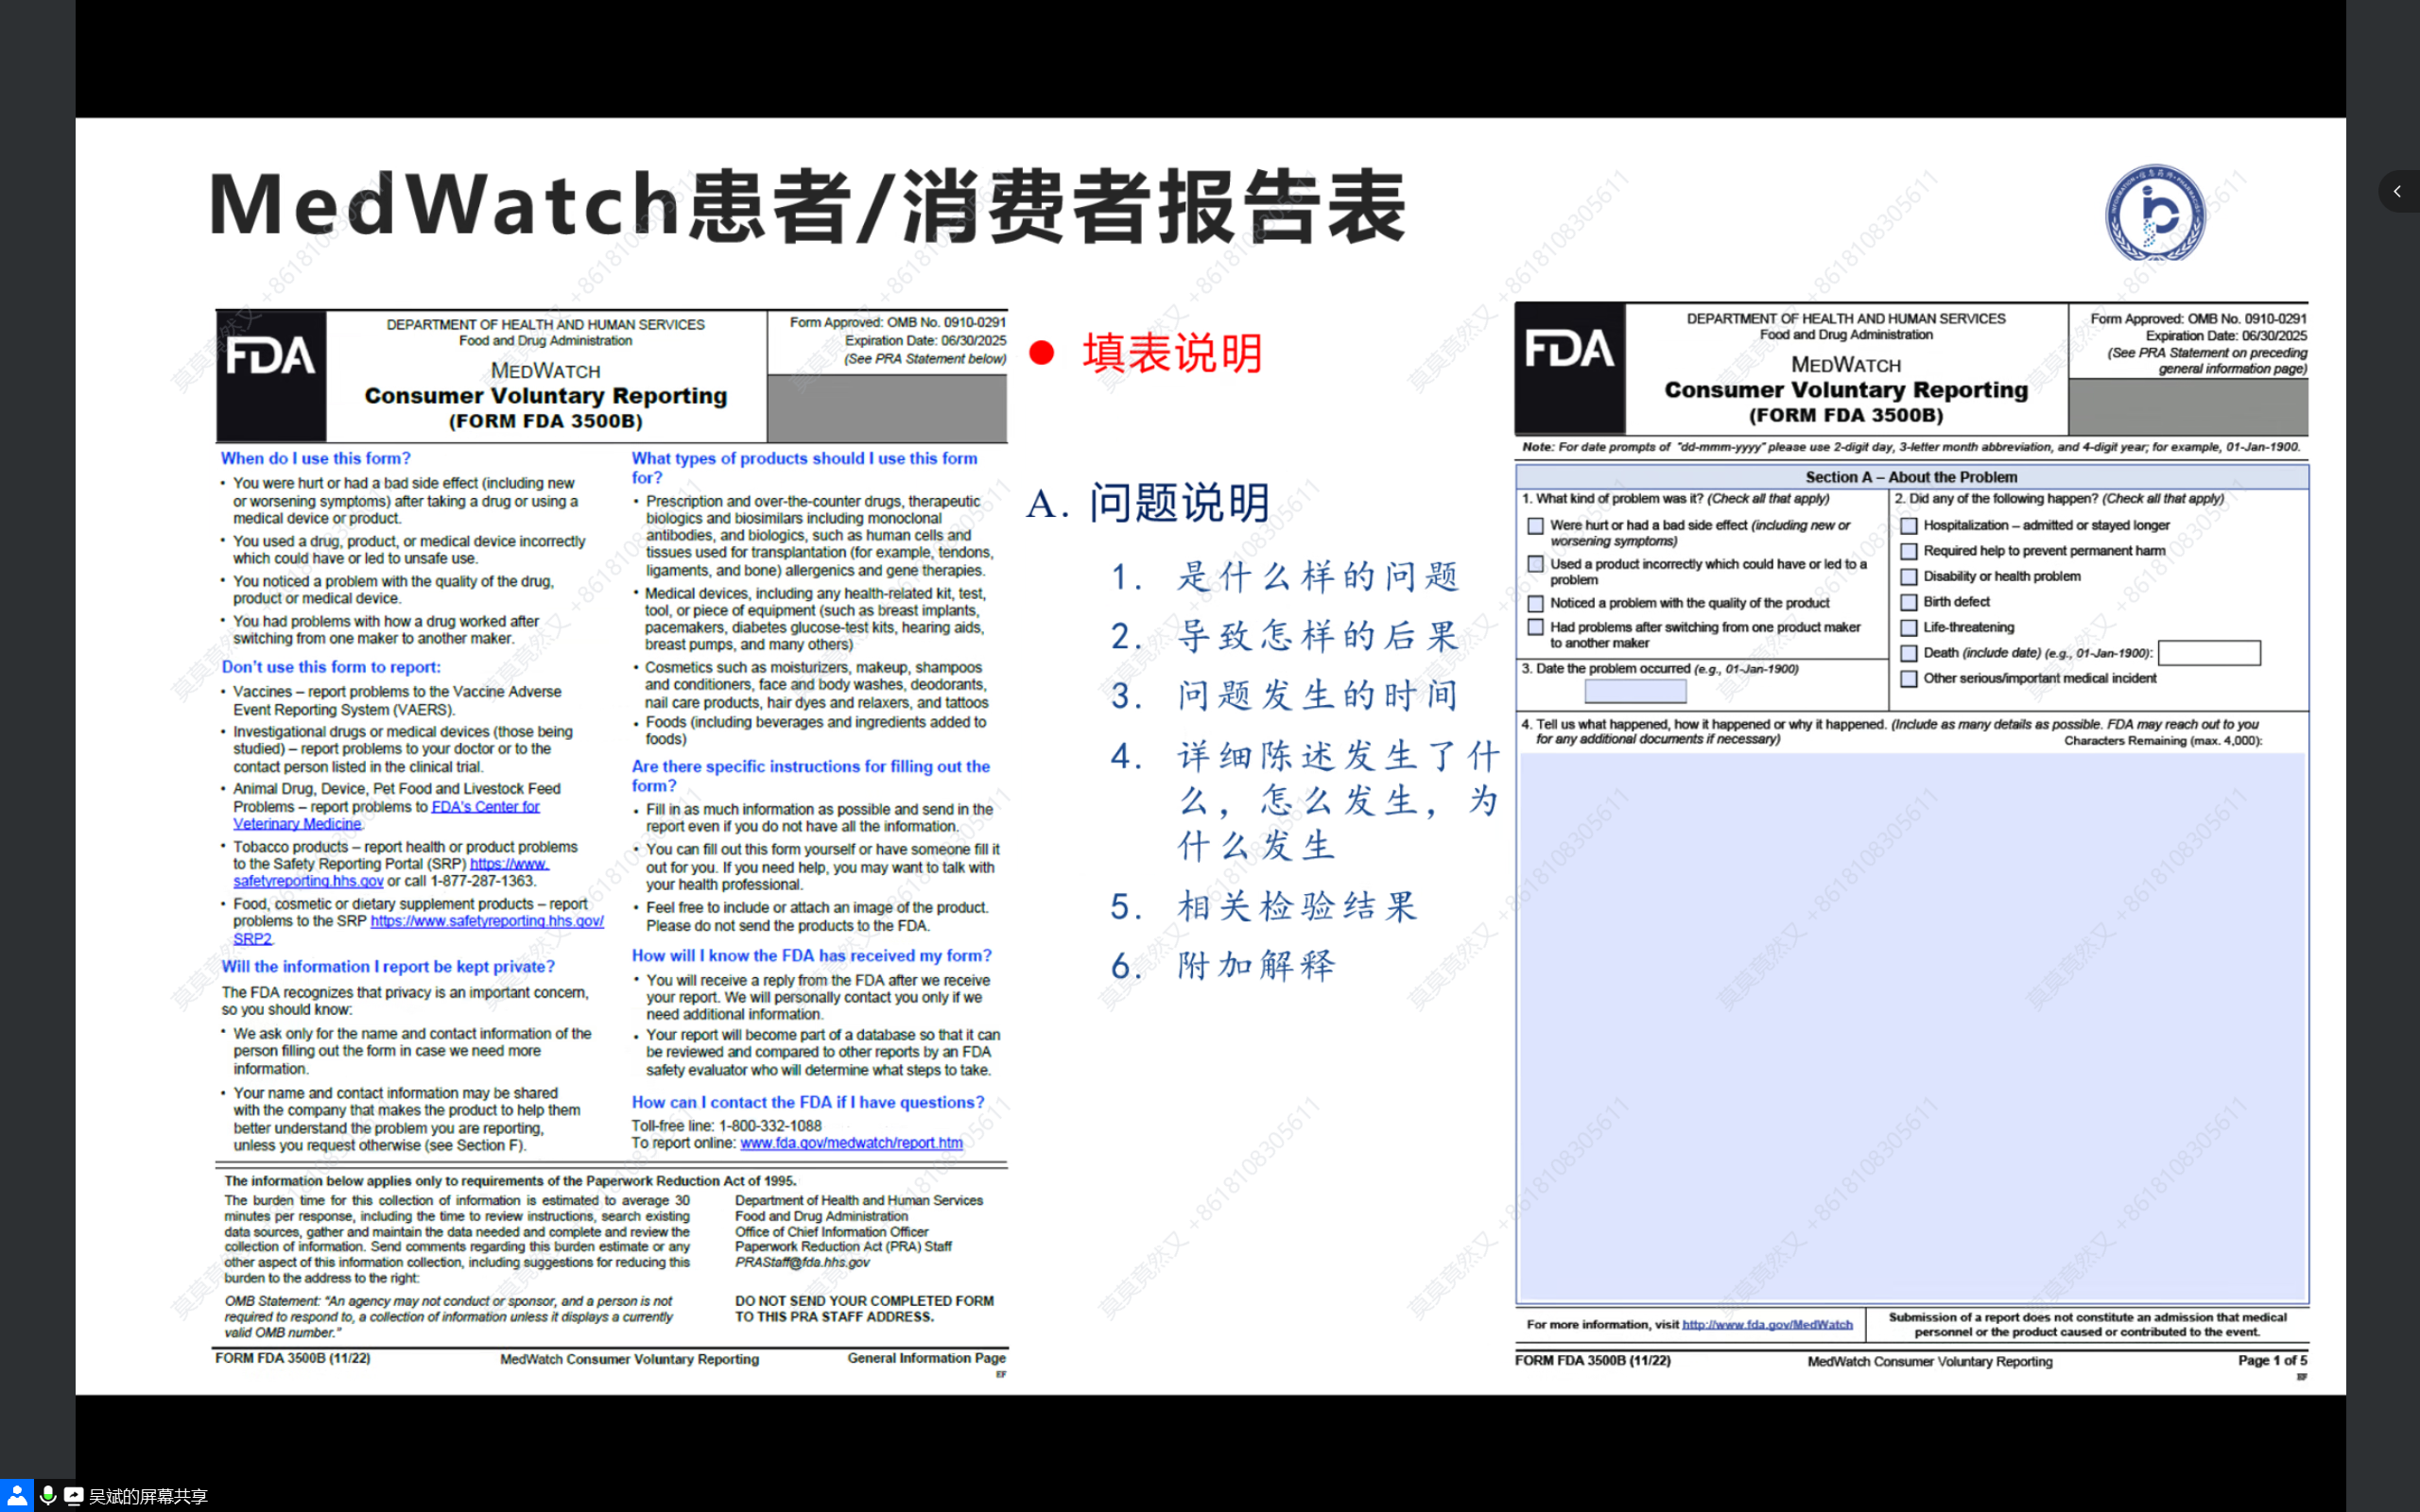 MedWatch患者/消费者报告表
FDA
DEPARTMENT OF HEALTH AND HUMAN SERVICES
Food and Drug Administration
MEDWATCH
Consumer Voluntary Reporting
(FORM FDA 3500B)
Form Approved: OMB No. 0910-0291
Expiration Date: 06/30/2025
(See PRA Statement below)
When do I use this form?
• You were hurt or had a bad side effect (including new
or worsening symptoms) after taking a drug or using a
medical device or product.
• You used a drug, product, or medical device incorrectly
which could have or led to unsafe use.
• You noticed a problem with the quality of the drug,
product or medical device.
• You had problems with how a drug worked after
switching from one maker to another maker.
Don't use this form to report:
• Vaccines – report problems to the Vaccine Adverse
Event Reporting System (VAERS).
• Investigational drugs or medical devices (those being
studied) – report problems to your doctor or to the
contact person listed in the clinical trial.
• Animal Drug, Device, Pet Food and Livestock Feed
Problems – report problems to FDA's Center for
Veterinary Medicine.
• Tobacco products – report health or product problems
to the Safety Reporting Portal (SRP) https://www.
safetyreporting.hhs.gov or call 1-877-287-1363.
• Food, cosmetic or dietary supplement products – report
problems to the SRP https://www.safetyreporting.hhs.gov/
SRP2.
Will the information I report be kept private?
The FDA recognizes that privacy is an important concern,
so you should know:
• We ask only for the name and contact information of the
person filling out the form in case we need more
information.
• Your name and contact information may be shared
with the company that makes the product to help them
better understand the problem you are reporting,
unless you request otherwise (see Section F).
What types of products should I use this form
for?
• Prescription and over-the-counter drugs, therapeutic
biologics and biosimilars including monoclonal
antibodies, and biologics, such as human cells and
tissues used for transplantation (for example, tendons,
ligaments, and bone) allergenics and gene therapies.
• Medical devices, including any health-related kit, test,
tool, or piece of equipment (such as breast implants,
pacemakers, diabetes glucose-test kits, hearing aids,
breast pumps, and many others)
• Cosmetics such as moisturizers, makeup, shampoos
and conditioners, face and body washes, deodorants,
nail care products, hair dyes and relaxers, and tattoos
• Foods (including beverages and ingredients added to
foods)
Are there specific instructions for filling out the
form?
• Fill in as much information as possible and send in the
report even if you do not have all the information.
• You can fill out this form yourself or have someone fill it
out for you. If you need help, you may want to talk with
your health professional.
• Feel free to include or attach an image of the product.
Please do not send the products to the FDA.
How will I know the FDA has received my form?
• You will receive a reply from the FDA after we receive
your report. We will personally contact you only if we
need additional information.
• Your report will become part of a database so that it can
be reviewed and compared to other reports by an FDA
safety evaluator who will determine what steps to take.
How can I contact the FDA if I have questions?
Toll-free line: 1-800-332-1088
To report online: www.fda.gov/medwatch/report.htm
The information below applies only to requirements of the Paperwork Reduction Act of 1995.
The burden time for this collection of information is estimated to average 30
minutes per response, including the time to review instructions, search existing
data sources, gather and maintain the data needed and complete and review the
collection of information. Send comments regarding this burden estimate or any
other aspect of this information collection, including suggestions for reducing this
burden to the address to the right:
OMB Statement: "An agency may not conduct or sponsor, and a person is not
required to respond to, a collection of information unless it displays a currently
valid OMB number."
Department of Health and Human Services
Food and Drug Administration
Office of Chief Information Officer
Paperwork Reduction Act (PRA) Staff
PRAStaff@fda.hhs.gov
DO NOT SEND YOUR COMPLETED FORM
TO THIS PRA STAFF ADDRESS.
FORM FDA 3500B (11/22) MedWatch Consumer Voluntary Reporting General Information Page
EF
● 填表说明
A. 问题说明
1. 是什么样的问题
2. 导致怎样的后果
3. 问题发生的时间
4. 详细陈述发生了什
么，怎么发生，为
什么发生
5. 相关检验结果
6. 附加解释
FDA
DEPARTMENT OF HEALTH AND HUMAN SERVICES
Food and Drug Administration
MEDWATCH
Consumer Voluntary Reporting
(FORM FDA 3500B)
Form Approved: OMB No. 0910-0291
Expiration Date: 06/30/2025
(See PRA Statement on preceding
general information page)
Note: For date prompts of "dd-mmm-yyyy" please use 2-digit day, 3-letter month abbreviation, and 4-digit year; for example, 01-Jan-1900.
Section A – About the Problem
1. What kind of problem was it? (Check all that apply)
Were hurt or had a bad side effect (including new or
worsening symptoms)
Used a product incorrectly which could have or led to a
problem
Noticed a problem with the quality of the product
Had problems after switching from one product maker
to another maker
3. Date the problem occurred (e.g., 01-Jan-1900)
2. Did any of the following happen? (Check all that apply)
Hospitalization – admitted or stayed longer
Required help to prevent permanent harm
Disability or health problem
Birth defect
Life-threatening
Death (include date) (e.g., 01-Jan-1900):
Other serious/important medical incident
4. Tell us what happened, how it happened or why it happened. (Include as many details as possible. FDA may reach out to you
for any additional documents if necessary)
Characters Remaining (max. 4,000):
For more information, visit http://www.fda.gov/MedWatch
Submission of a report does not constitute an admission that medical
personnel or the product caused or contributed to the event.
FORM FDA 3500B (11/22) MedWatch Consumer Voluntary Reporting Page 1 of 5
吴斌的屏幕共享